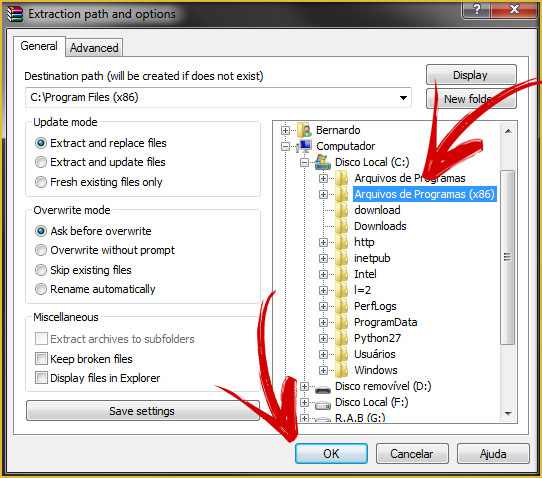 Extraction path and options
General
Advanced
Destination path (will be created if does not exist)
C:\Program Files (x86)
Display
New folde
Update mode
Extract and replace files
Extract and update files
Fresh existing files only
Overwrite mode
Ask before overwrite
Overwrite without prompt
Skip existing files
Rename automatically
Miscellaneous
Extract archives to subfolders
Keep broken files
Display files in Explorer
Save settings
Bernardo
Computador
Disco Local (C:)
Arquivos de Programas
Arquivos de Programas (x86)
download
Downloads
http
inetpub
Intel
l=2
PerfLogs
ProgramData
Python27
Usuários
Windows
Disco removível (D:)
Disco Local (F:)
R.A.B (G:)
OK
Cancelar
Ajuda